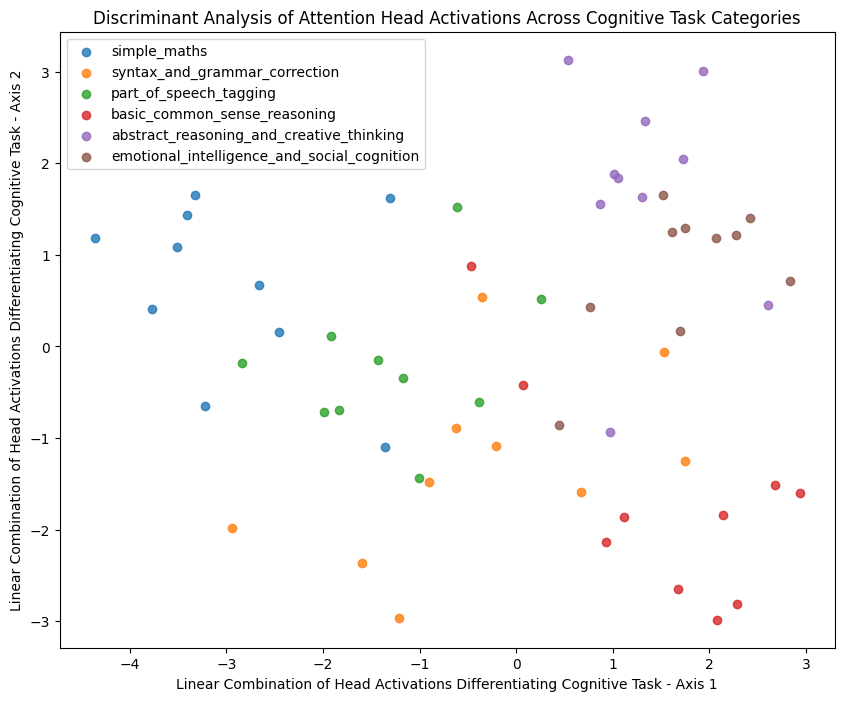 Discriminant Analysis of Attention Head Activations Across Cognitive Task Categories
simple_maths
syntax_and_grammar_correction
part_of_speech_tagging
basic_common_sense_reasoning
abstract_reasoning_and_creative_thinking
emotional_intelligence_and_social_cognition
Linear Combination of Head Activations Differentiating Cognitive Task - Axis 2
3
2
1
0
−1
−2
−3
−4 −3 −2 −1 0 1 2 3
Linear Combination of Head Activations Differentiating Cognitive Task - Axis 1